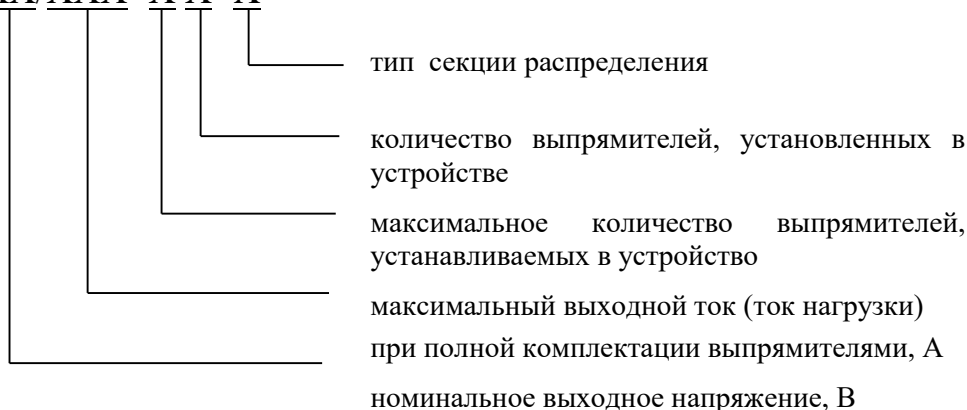 тип секции распределения
количество выпрямителей, установленных в
устройстве
максимальное количество выпрямителей,
устанавливаемых в устройство
максимальный выходной ток (ток нагрузки)
при полной комплектации выпрямителями, А
номинальное выходное напряжение, В